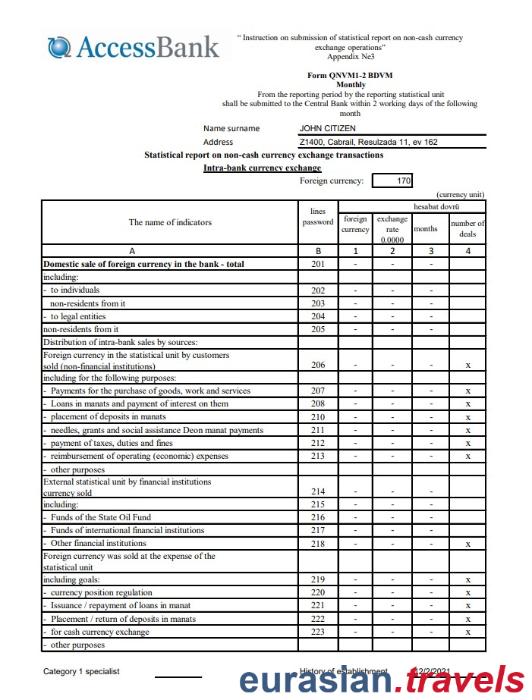 AccessBank
"Instruction on submission of statistical report on non-cash currency
exchange operations"
Appendix №3
Form QNVM1-2 BDVM
Monthly
From the reporting period by the reporting statistical unit
shall be submitted to the Central Bank within 2 working days of the following
month
Name surname JOHN CITIZEN
Address Z1400, Cabrail, Resulzada 11, ev 162
Statistical report on non-cash currency exchange transactions
Intra-bank currency exchange
Foreign currency: 170
(currency unit)
The name of indicators
lines
password
hesabat dovrü
foreign
currency
exchange
rate
0.0000
months
number of
deals
A B 1 2 3 4
Domestic sale of foreign currency in the bank - total 201 - - -
including:
- to individuals 202 - - -
non-residents from it 203 - - -
- to legal entities 204 - - -
non-residents from it 205 - - -
Distribution of intra-bank sales by sources:
Foreign currency in the statistical unit by customers
sold (non-financial institutions) 206 - - - x
including for the following purposes:
- Payments for the purchase of goods, work and services 207 - - - x
- Loans in manats and payment of interest on them 208 - - - x
- placement of deposits in manats 210 - - - x
- needles, grants and social assistance Deon manat payments 211 - - - x
- payment of taxes, duties and fines 212 - - - x
- reimbursement of operating (economic) expenses 213 - - - x
- other purposes
External statistical unit by financial institutions
currency sold 214 - - -
including: 215 - - -
- Funds of the State Oil Fund 216 - - -
- Funds of international financial institutions 217 - - -
- Other financial institutions 218 - - - x
Foreign currency was sold at the expense of the
statistical unit
including goals: 219 - - - x
- currency position regulation 220 - - - x
- Issuance / repayment of loans in manat 221 - - - x
- Placement / return of deposits in manats 222 - - - x
- for cash currency exchange 223 - - - x
- other purposes
Category 1 specialist History of establishment 12/2/2021
eurasian.travels